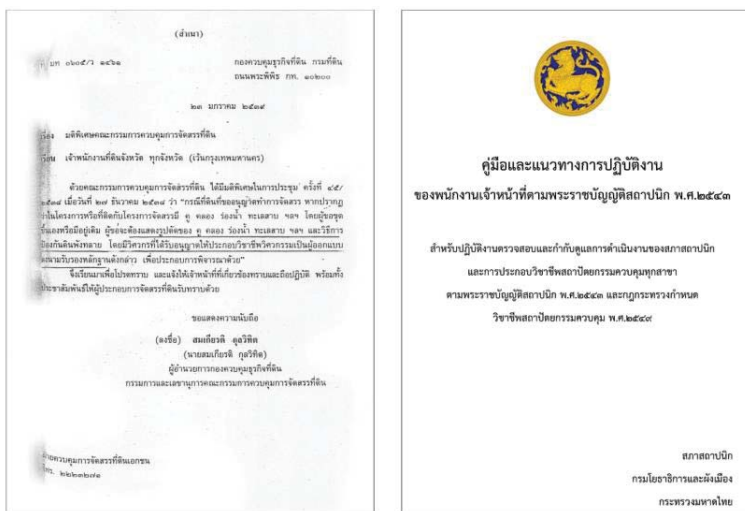 (สำเนา)
มท ๐๖๐๕/ว ๑๔๖๑
กองควบคุมธุรกิจที่ดิน กรมที่ดิน
ถนนพระพิพิธ กท. ๑๐๒๐๐
๒๓ มกราคม ๒๕๓๙
เรื่อง มติพิเศษคณะกรรมการควบคุมการจัดสรรที่ดิน
เรียน เจ้าพนักงานที่ดินจังหวัด ทุกจังหวัด (เว้นกรุงเทพมหานคร)
ด้วยคณะกรรมการควบคุมการจัดสรรที่ดิน ได้มีมติพิเศษในการประชุม ครั้งที่ ๔๕/
๒๕๓๘ เมื่อวันที่ ๒๗ ธันวาคม ๒๕๓๘ ว่า "กรณีที่ดินที่ขออนุญาตทำการจัดสรร หากปรากฏ
ว่าในโครงการหรือที่ติดกับโครงการจัดสรรมี คู คลอง ร่องน้ำ ทะเลสาบ ฯลฯ โดยผู้ขอขุด
ขึ้นเองหรือมีอยู่เดิม ผู้ขอจะต้องแสดงรูปตัดของ คู คลอง ร่องน้ำ ทะเลสาบ ฯลฯ และวิธีการ
ป้องกันดินพังทลาย โดยมีวิศวกรที่ได้รับอนุญาตให้ประกอบวิชาชีพวิศวกรรมเป็นผู้ออกแบบ
ลงนามรับรองหลักฐานดังกล่าว เพื่อประกอบการพิจารณาด้วย"
จึงเรียนมาเพื่อโปรดทราบ และแจ้งให้เจ้าหน้าที่ที่เกี่ยวข้องทราบและถือปฏิบัติ พร้อมทั้ง
ประชาสัมพันธ์ให้ผู้ประกอบการจัดสรรที่ดินรับทราบด้วย
ขอแสดงความนับถือ
(ลงชื่อ) สมเกียรติ กุลวิทิต
(นายสมเกียรติ กุลวิทิต)
ผู้อำนวยการกองควบคุมธุรกิจที่ดิน
กรรมการและเลขานุการคณะกรรมการควบคุมการจัดสรรที่ดิน
ฝ่ายควบคุมการจัดสรรที่ดินเอกชน
โทร. ๒๒๒๓๒๗๑
คู่มือและแนวทางการปฏิบัติงาน
ของพนักงานเจ้าหน้าที่ตามพระราชบัญญัติสถาปนิก พ.ศ.๒๕๔๓
สำหรับปฏิบัติงานตรวจสอบและกำกับดูแลการดำเนินงานของสภาสถาปนิก
และการประกอบวิชาชีพสถาปัตยกรรมควบคุมทุกสาขา
ตามพระราชบัญญัติสถาปนิก พ.ศ.๒๕๔๓ และกฎกระทรวงกำหนด
วิชาชีพสถาปัตยกรรมควบคุม พ.ศ.๒๕๔๙
สภาสถาปนิก
กรมโยธาธิการและผังเมือง
กระทรวงมหาดไทย